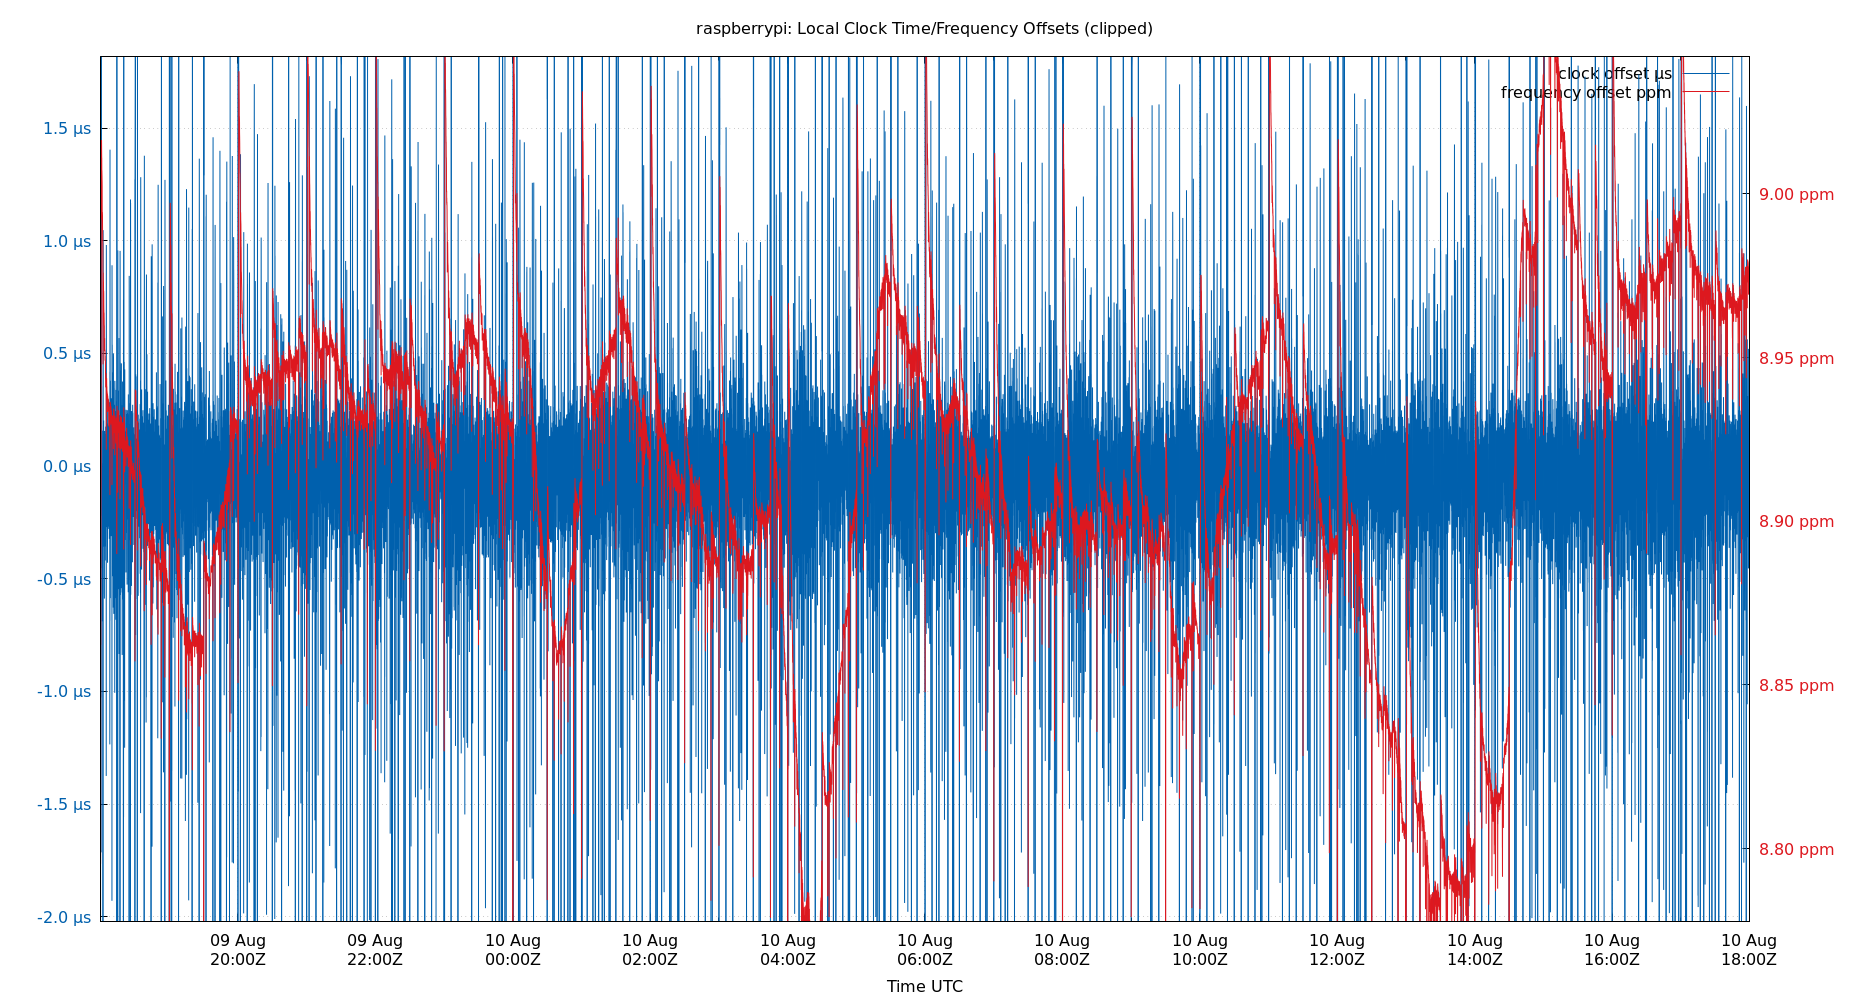 raspberrypi: Local Clock Time/Frequency Offsets (clipped)
clock offset µs
frequency offset ppm
1.5 µs
1.0 µs
0.5 µs
0.0 µs
-0.5 µs
-1.0 µs
-1.5 µs
-2.0 µs
9.00 ppm
8.95 ppm
8.90 ppm
8.85 ppm
8.80 ppm
09 Aug 09 Aug 10 Aug 10 Aug 10 Aug 10 Aug 10 Aug 10 Aug 10 Aug 10 Aug 10 Aug 10 Aug
20:00Z 22:00Z 00:00Z 02:00Z 04:00Z 06:00Z 08:00Z 10:00Z 12:00Z 14:00Z 16:00Z 18:00Z
Time UTC